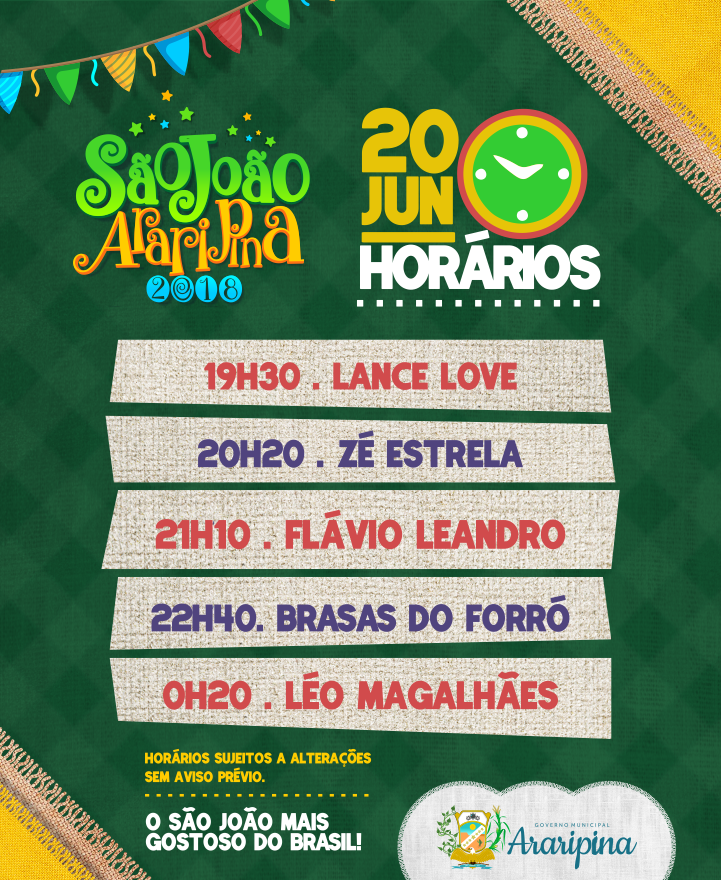 São João
Araripina
2018
20
JUN
HORÁRIOS
19H30 . LANCE LOVE
20H20 . ZÉ ESTRELA
21H10 . FLÁVIO LEANDRO
22H40. BRASAS DO FORRÓ
0H20 . LÉO MAGALHÃES
HORÁRIOS SUJEITOS A ALTERAÇÕES
SEM AVISO PRÉVIO.
O SÃO JOÃO MAIS
GOSTOSO DO BRASIL!
GOVERNO MUNICIPAL
Araripina